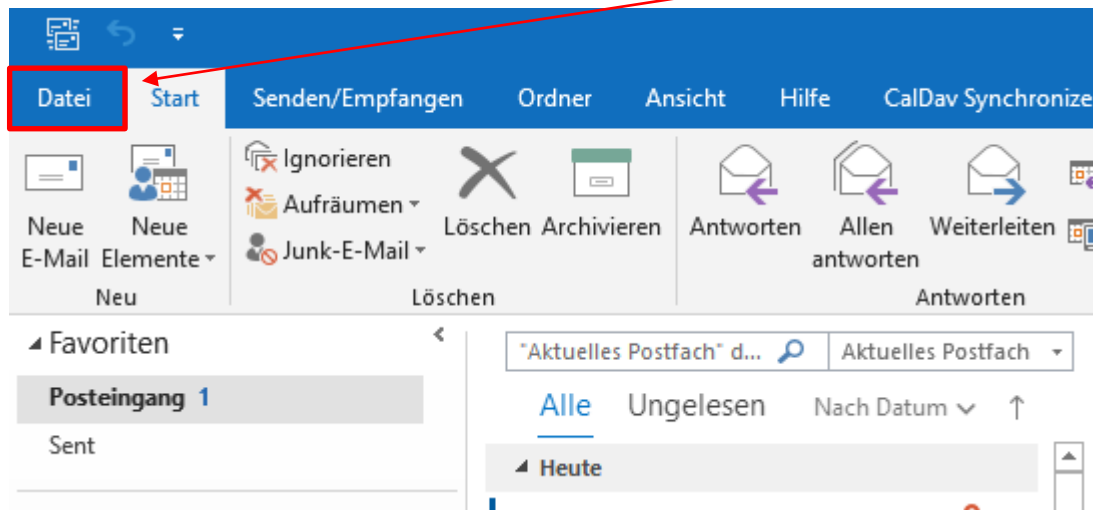 Datei Start Senden/Empfangen Ordner Ansicht Hilfe CalDav Synchronize
Ignorieren
Aufräumen
Junk-E-Mail
Neue
E-Mail
Neue
Elemente
Löschen
Archivieren
Antworten
Allen
antworten
Weiterleiten
Neu Löschen Antworten
Favoriten
"Aktuelles Postfach" d... Aktuelles Postfach
Posteingang 1
Alle Ungelesen Nach Datum
Sent
Heute